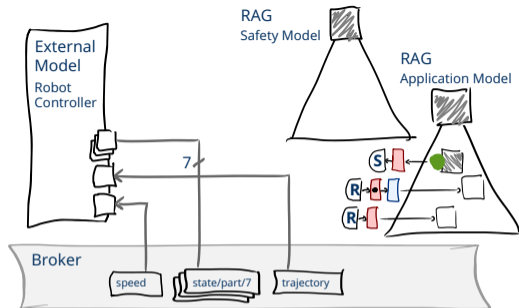 RAG
Safety Model
External
Model
Robot
Controller
RAG
Application Model
7
S
R
R
Broker
speed
state/part/7
trajectory